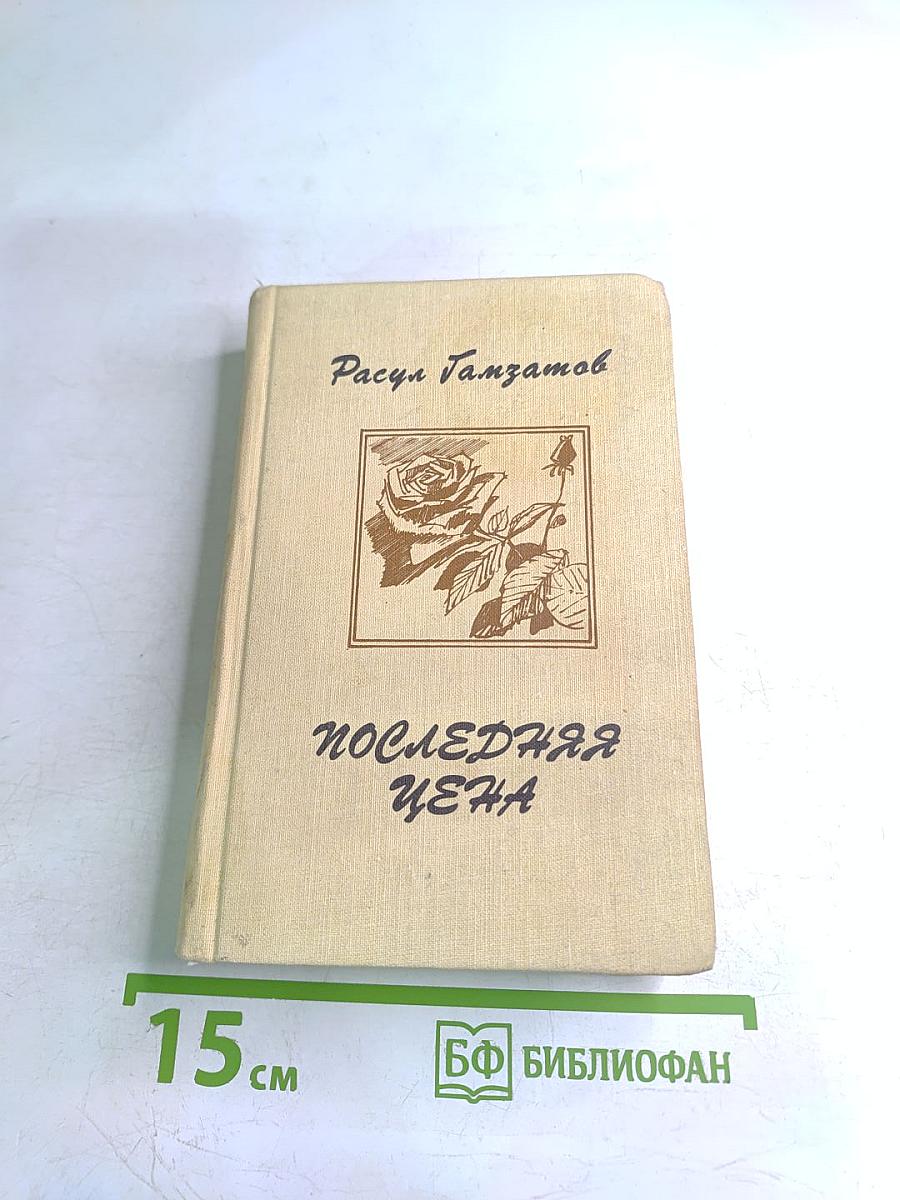 Расул Гамзатов
ПОСЛЕДНЯЯ
ЦЕНА
15 см
БФ БИБЛИОФАН